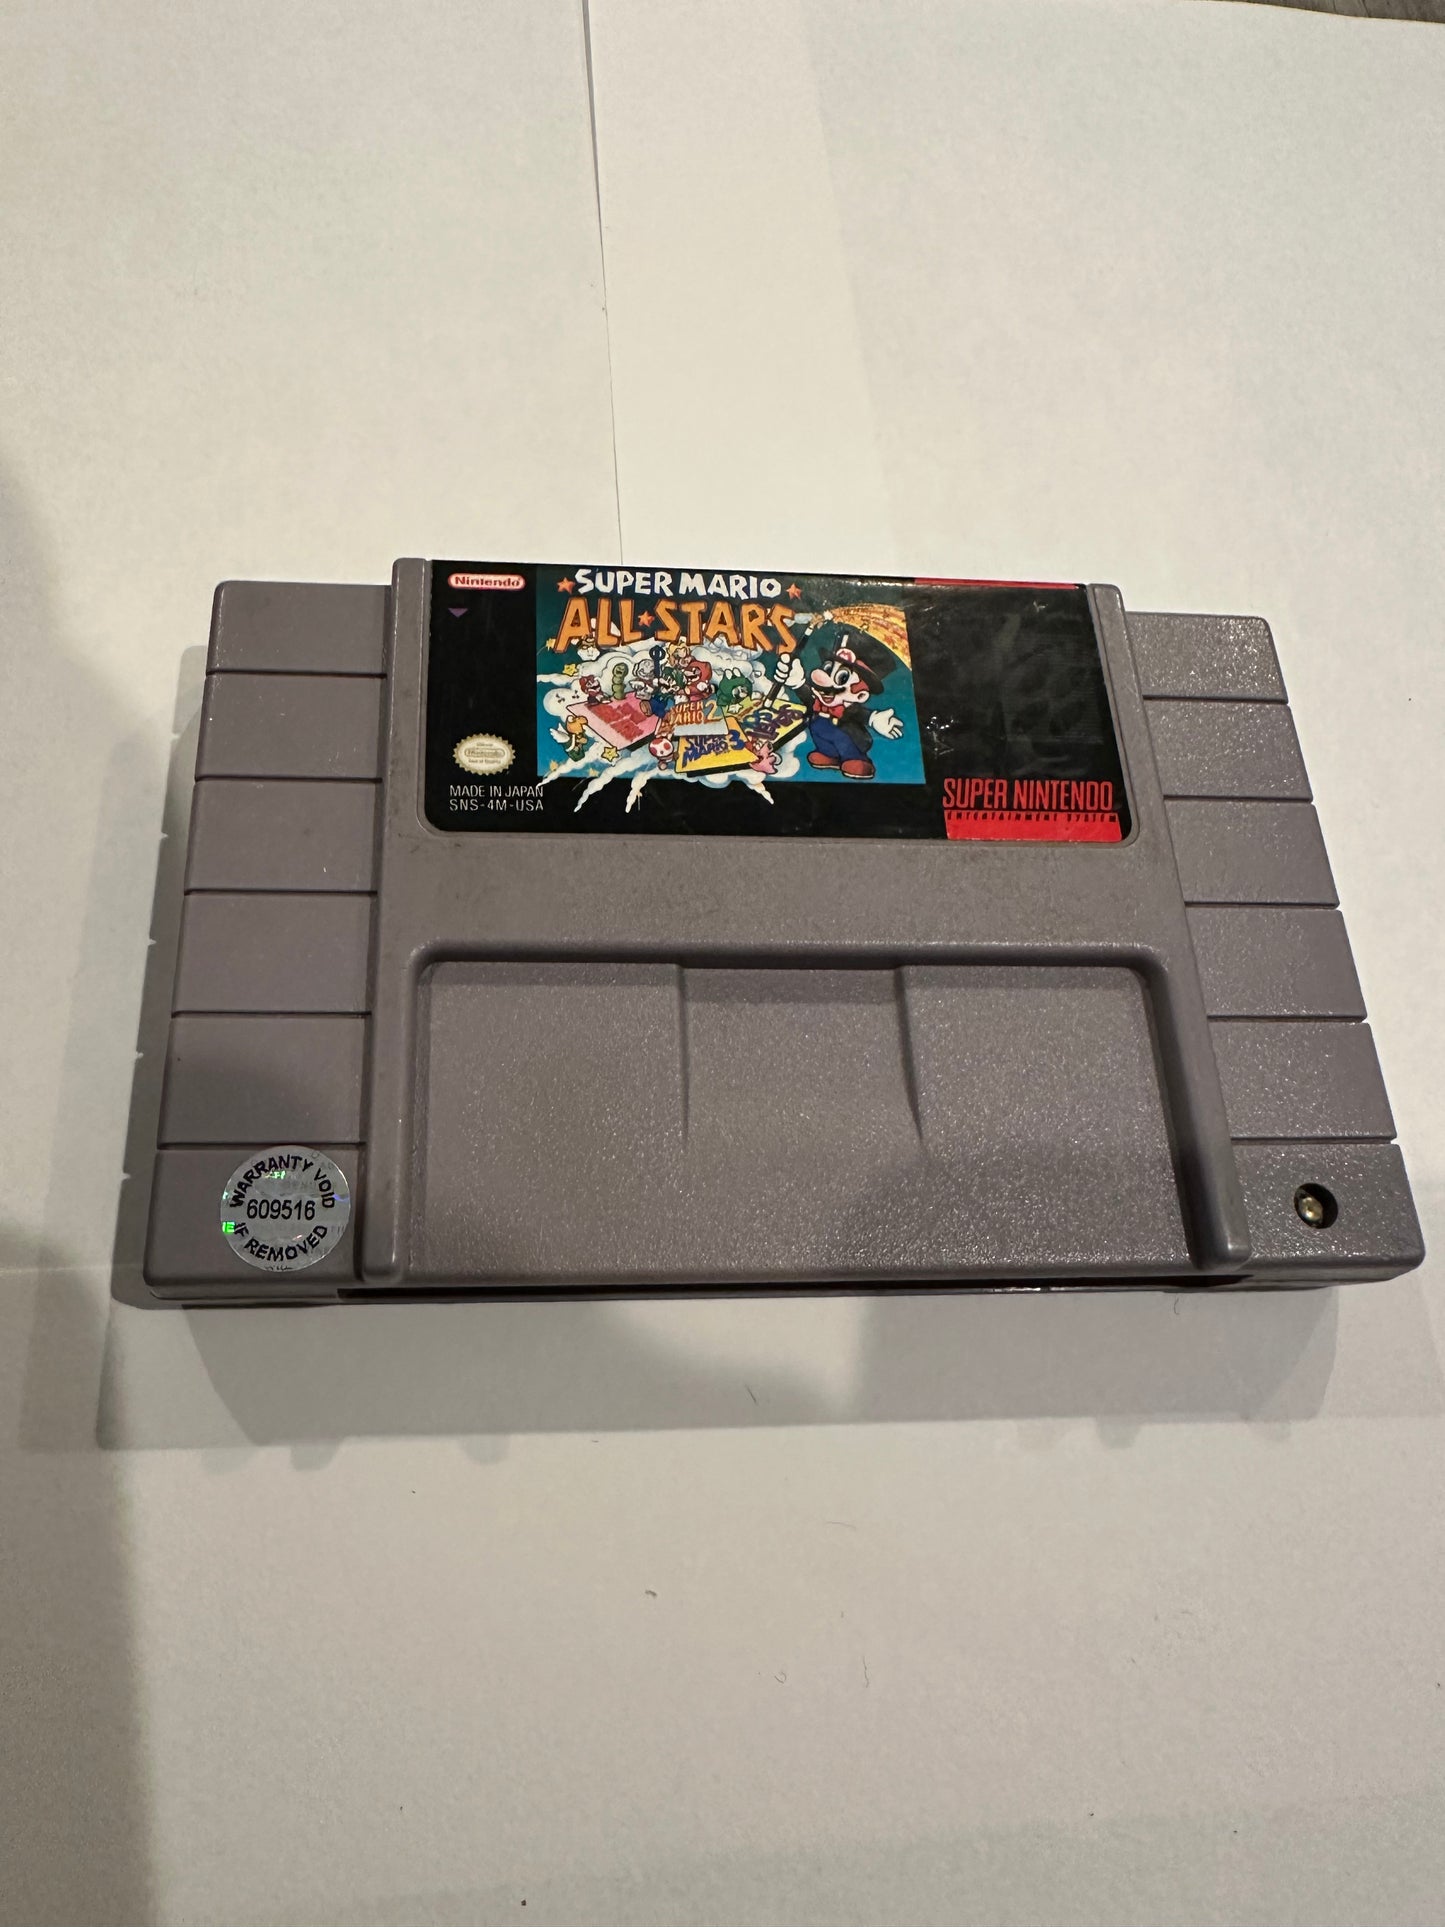 Nintendo
SUPER MARIO
ALL★STARS
SUPER
MARIO 2
SUPER
MARIO 3
MADE IN JAPAN
SNS-4M-USA
SUPER NINTENDO
ENTERTAINMENT SYSTEM
WARRANTY VOID
609516
IF REMOVED